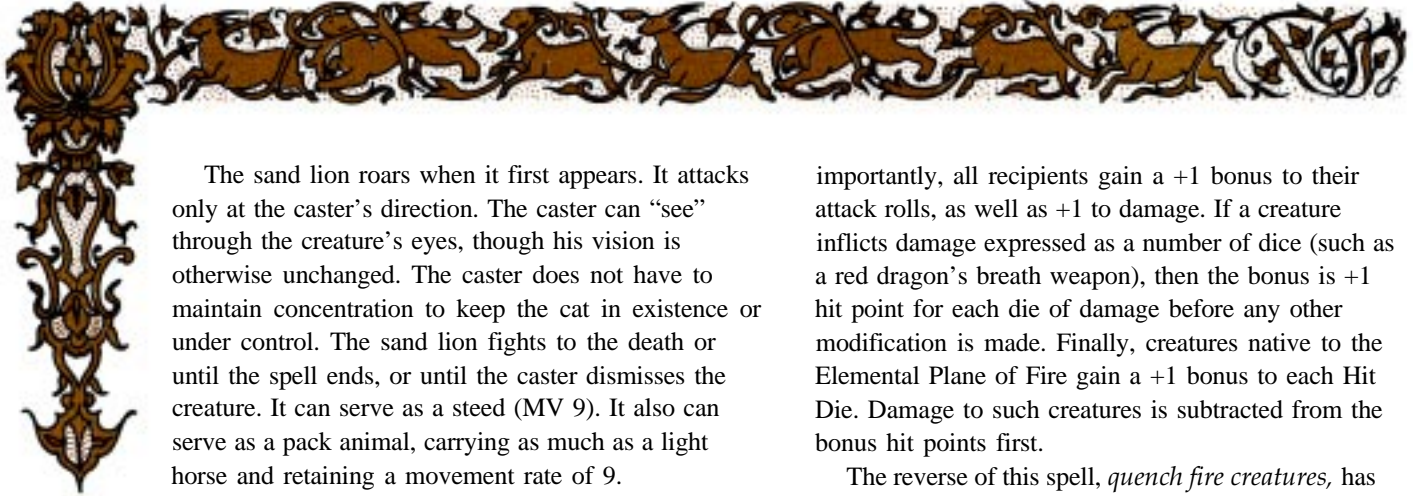 The sand lion roars when it first appears. It attacks
only at the caster's direction. The caster can “see”
through the creature's eyes, though his vision is
otherwise unchanged. The caster does not have to
maintain concentration to keep the cat in existence or
under control. The sand lion fights to the death or
until the spell ends, or until the caster dismisses the
creature. It can serve as a steed (MV 9). It also can
serve as a pack animal, carrying as much as a light
horse and retaining a movement rate of 9.
importantly, all recipients gain a +1 bonus to their
attack rolls, as well as +1 to damage. If a creature
inflicts damage expressed as a number of dice (such as
a red dragon's breath weapon), then the bonus is +1
hit point for each die of damage before any other
modification is made. Finally, creatures native to the
Elemental Plane of Fire gain a +1 bonus to each Hit
Die. Damage to such creatures is subtracted from the
bonus hit points first.
The reverse of this spell, quench fire creatures, has